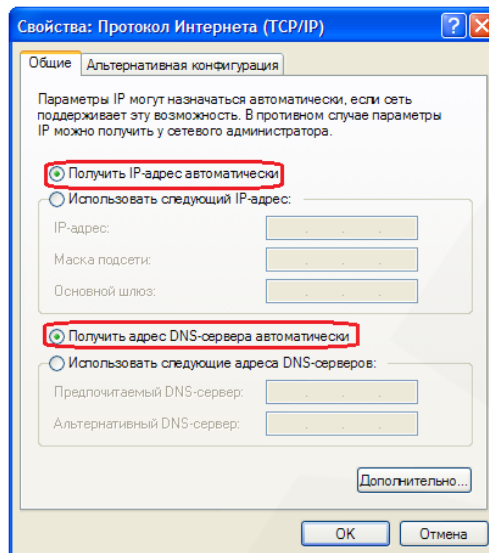 Свойства: Протокол Интернета (TCP/IP)
Общие
Альтернативная конфигурация
Параметры IP могут назначаться автоматически, если сеть
поддерживает эту возможность. В противном случае параметры
IP можно получить у сетевого администратора.
Получить IP-адрес автоматически
Использовать следующий IP-адрес:
IP-адрес:
Маска подсети:
Основной шлюз:
Получить адрес DNS-сервера автоматически
Использовать следующие адреса DNS-серверов:
Предпочитаемый DNS-сервер:
Альтернативный DNS-сервер:
Дополнительно...
OK
Отмена